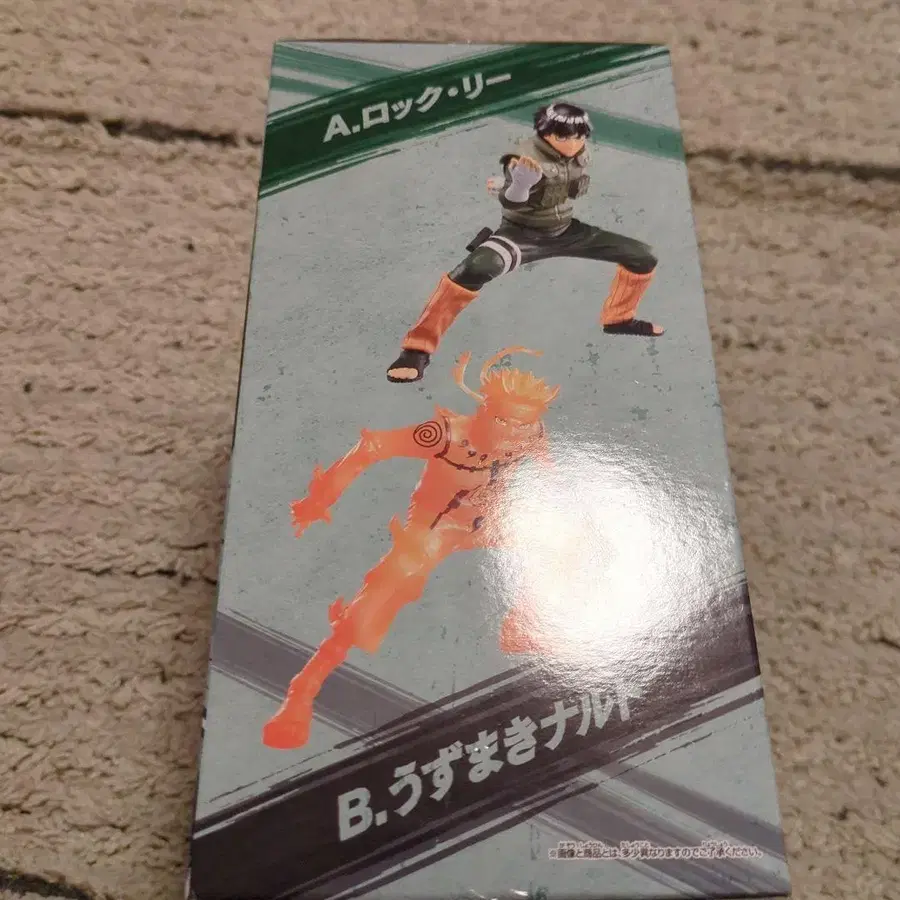 A.ロック・リー
B.うずまきナルト
※画像と商品とは、多少異なりますのでご了承ください。